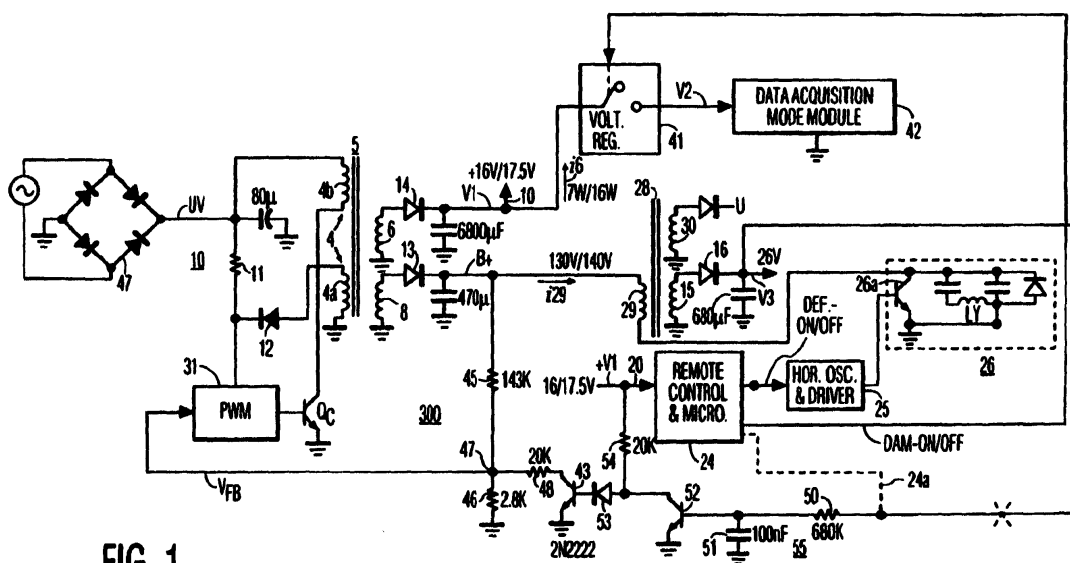 5
+16V/17.5V
V1
10
14
6
6800µF
VOLT.
REG.
41
V2
DATA ACQUISITION
MODE MODULE
42
i6
7W/16W
UV
80µ
4b
4
4a
10
11
12
47
13
B+
8
470µ
130V/140V
i29
28
U
30
16
26V
29
15
680µF
V3
26a
LY
26
DEF.-
ON/OFF
31
PWM
QC
45
143K
300
+V1
16/17.5V
20
REMOTE
CONTROL
& MICRO.
24
HOR. OSC.
& DRIVER
25
DAM-ON/OFF
54
20K
24a
VFB
47
20K
48
43
46
2.8K
53
52
2N2222
50
680K
51
100nF
55
FIG. 1